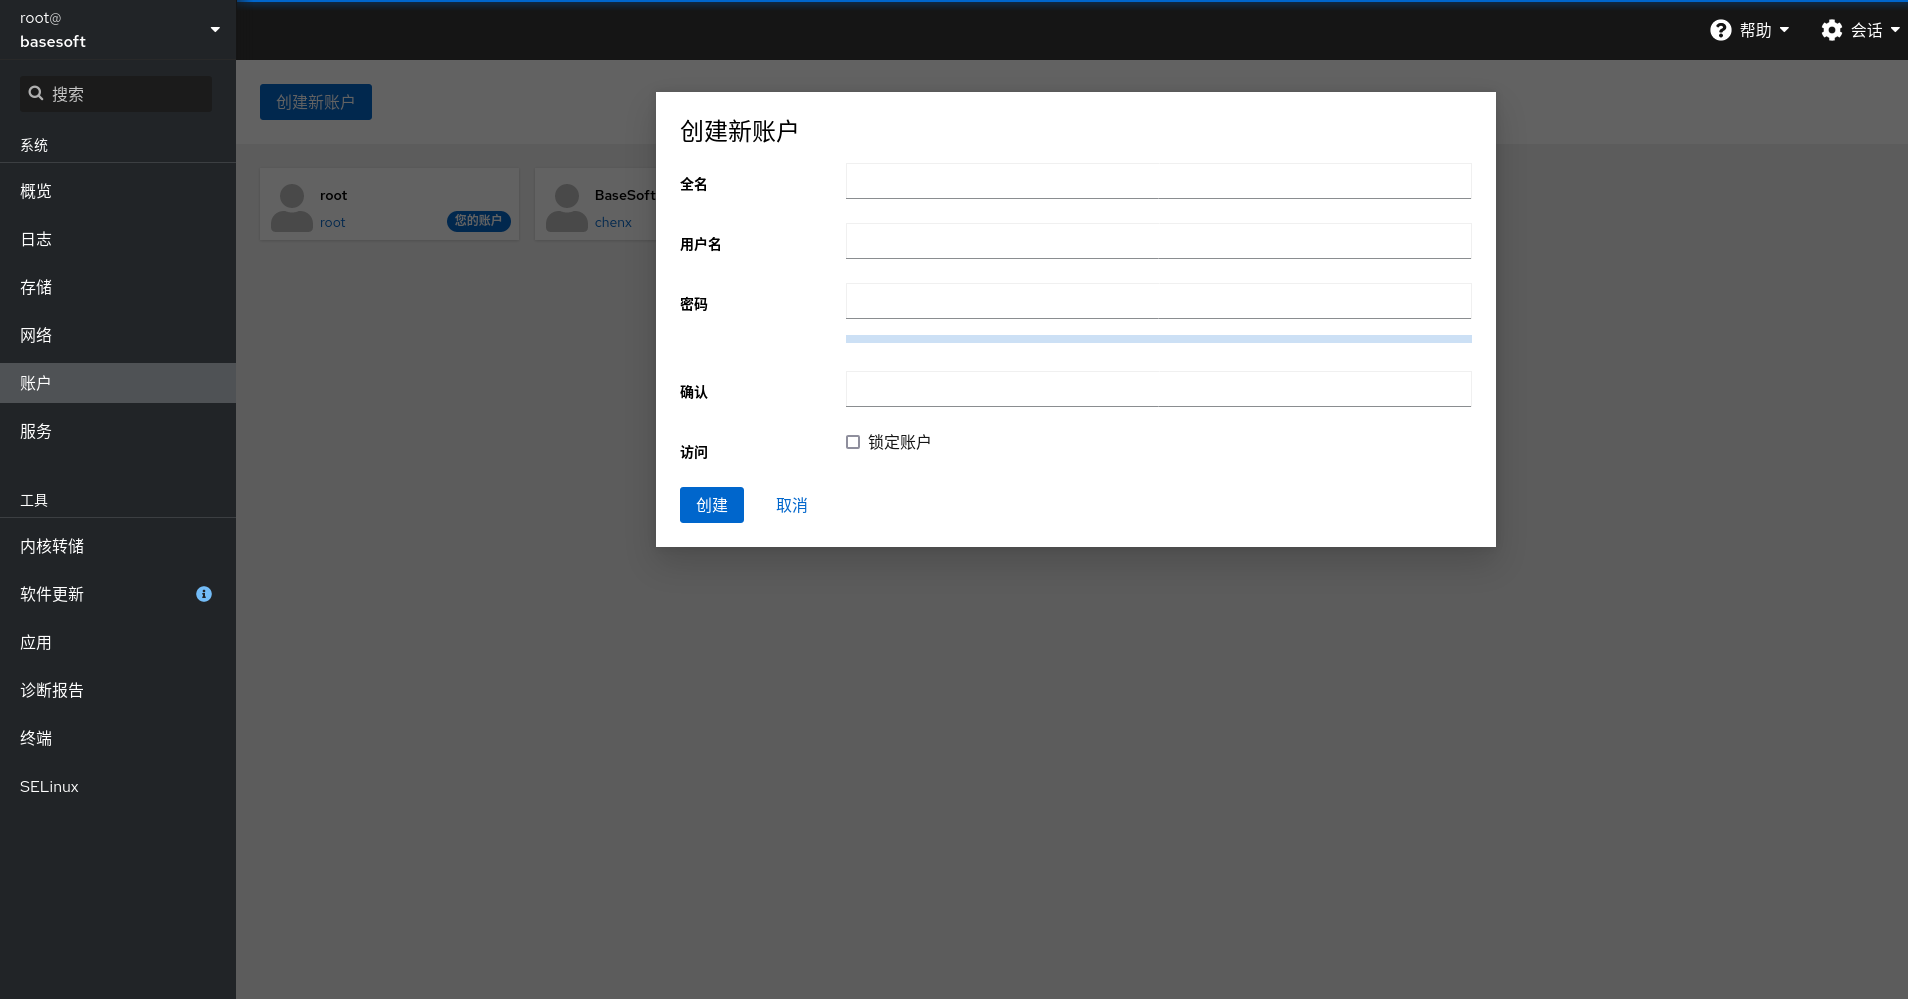 root@
basesoft
搜索
系统
概览
日志
存储
网络
账户
服务
工具
内核转储
软件更新
应用
诊断报告
终端
SELinux
帮助
会话
创建新账户
root
root
您的账户
BaseSoft
chenx
创建新账户
全名
用户名
密码
确认
访问
锁定账户
创建
取消